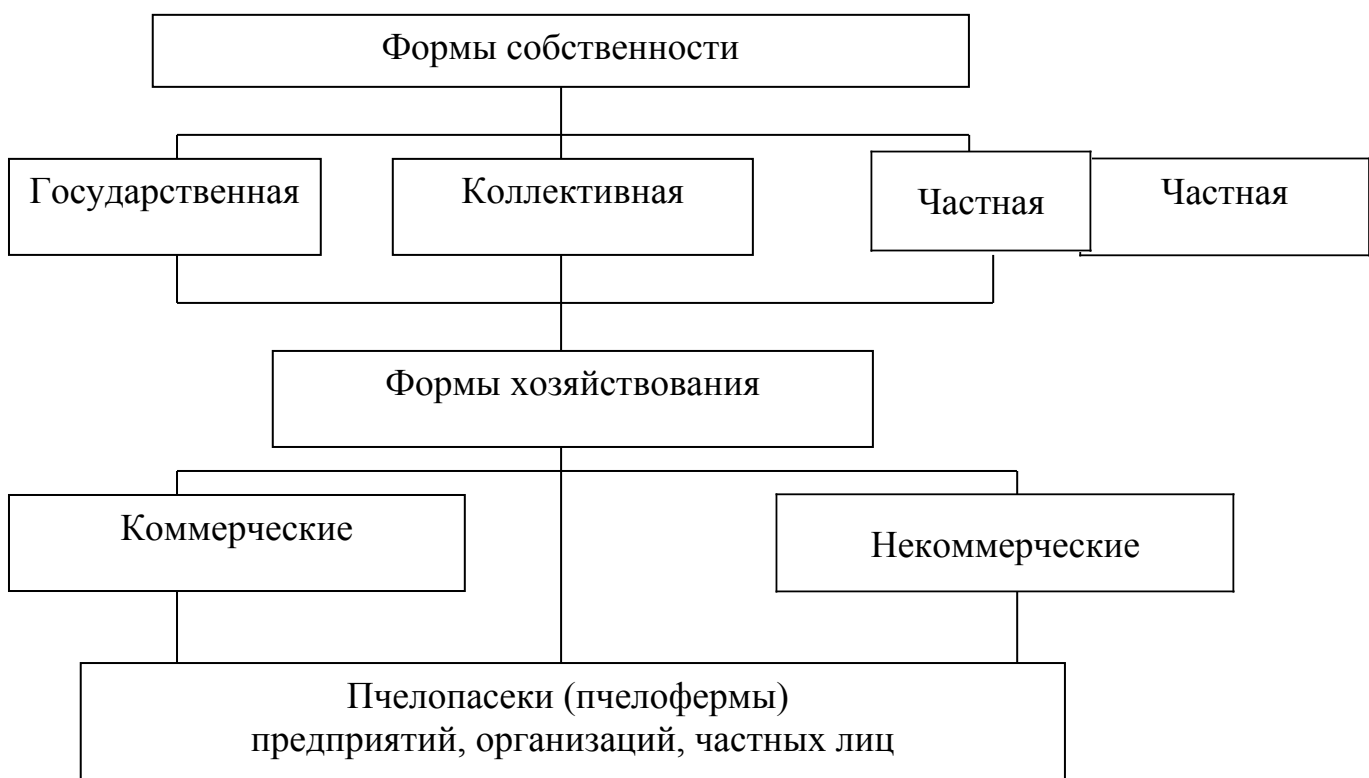 Формы собственности
Государственная
Коллективная
Частная
Частная
Формы хозяйствования
Коммерческие
Некоммерческие
Пчелопасеки (пчелофермы)
предприятий, организаций, частных лиц